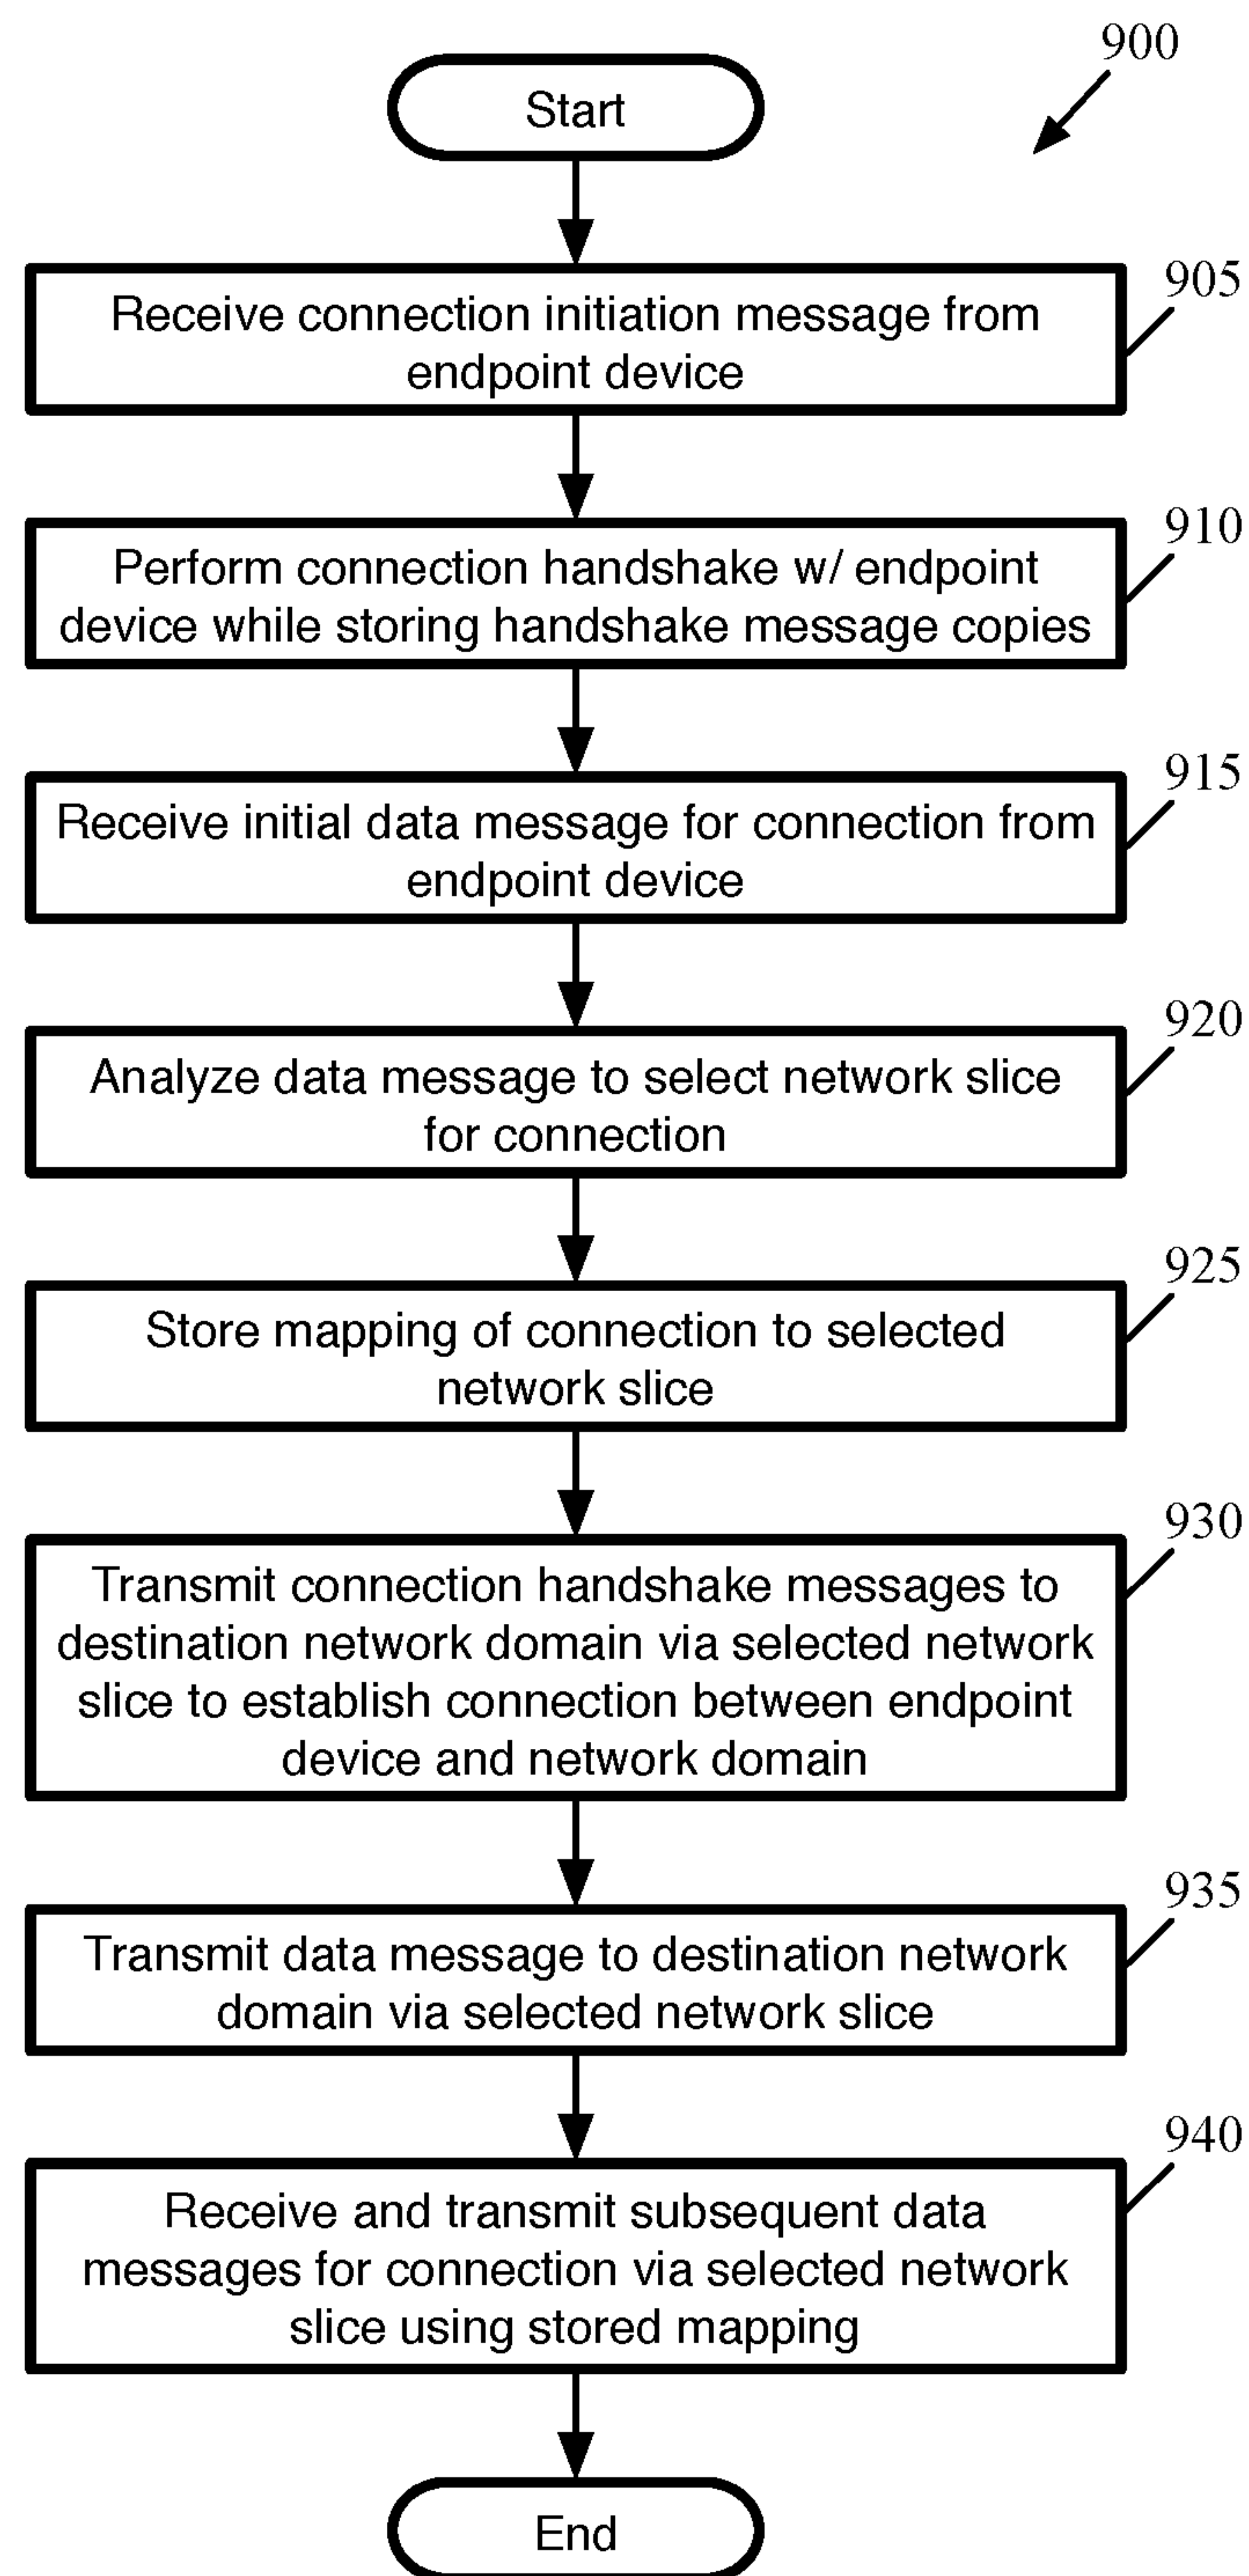 900
Start
905
Receive connection initiation message from
endpoint device
910
Perform connection handshake w/ endpoint
device while storing handshake message copies
915
Receive initial data message for connection from
endpoint device
920
Analyze data message to select network slice
for connection
925
Store mapping of connection to selected
network slice
930
Transmit connection handshake messages to
destination network domain via selected network
slice to establish connection between endpoint
device and network domain
935
Transmit data message to destination network
domain via selected network slice
940
Receive and transmit subsequent data
messages for connection via selected network
slice using stored mapping
End